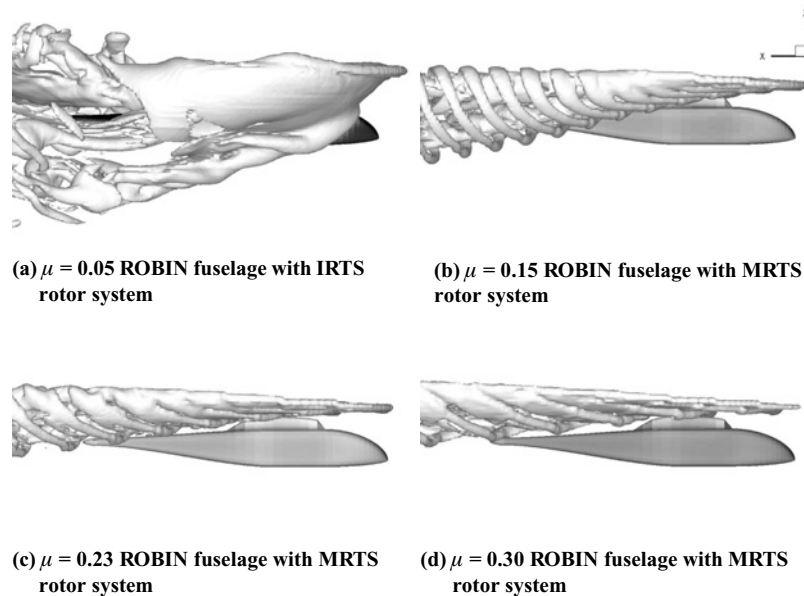 x
(a) μ = 0.05 ROBIN fuselage with IRTS
rotor system
(b) μ = 0.15 ROBIN fuselage with MRTS
rotor system
(c) μ = 0.23 ROBIN fuselage with MRTS
rotor system
(d) μ = 0.30 ROBIN fuselage with MRTS
rotor system